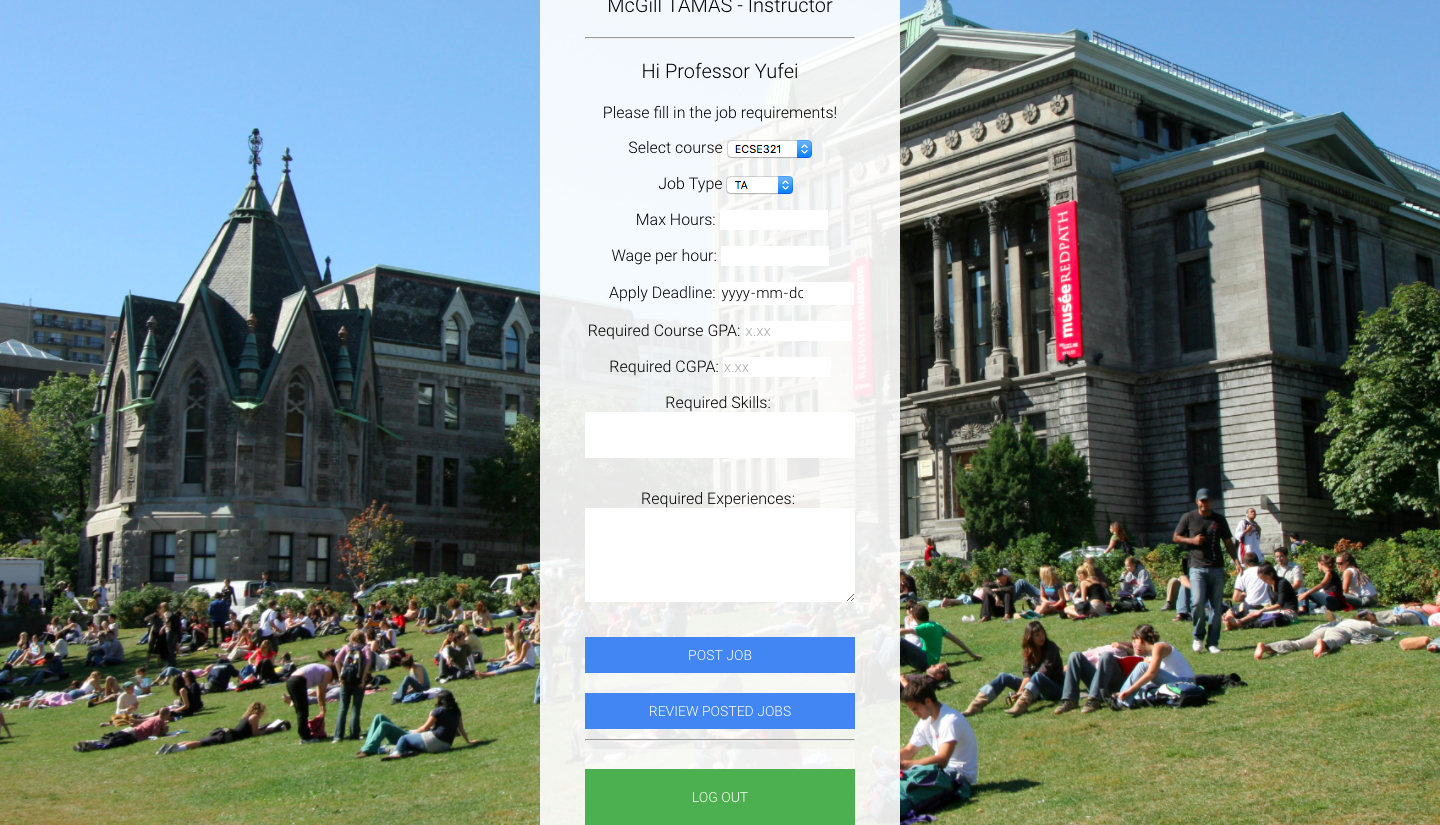 McGill TAMAS - Instructor
Hi Professor Yufei
Please fill in the job requirements!
Select course ECSE321
Job Type TA
Max Hours:
Wage per hour:
Apply Deadline: yyyy-mm-dd
Required Course GPA: x.xx
Required CGPA: x.xx
Required Skills:
Required Experiences:
POST JOB
REVIEW POSTED JOBS
LOG OUT
musée REDPATH